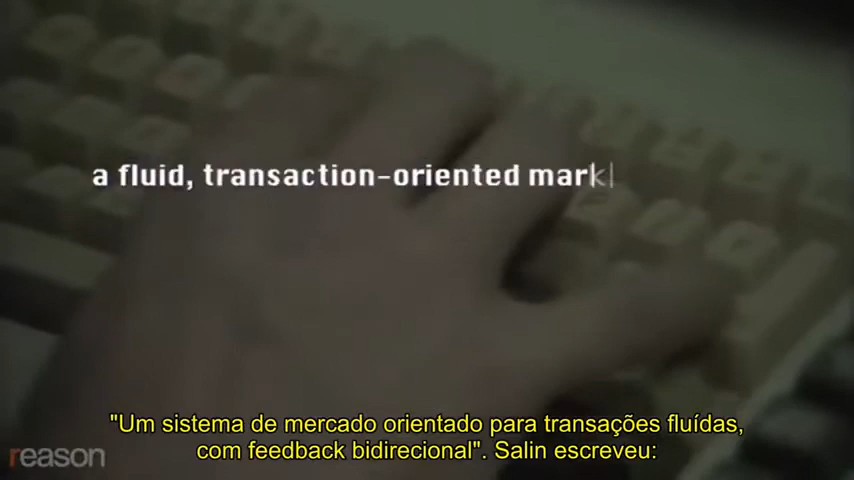 a fluid, transaction-oriented mark
"Um sistema de mercado orientado para transações fluídas,
com feedback bidirecional". Salin escreveu:
reason